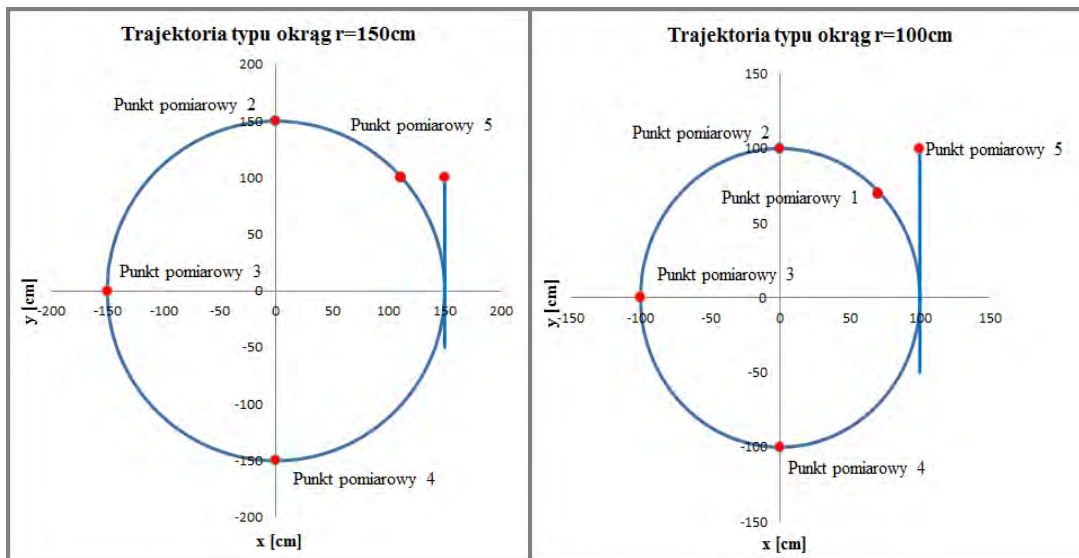 Trajektoria typu okrąg r=150cm
200
Punkt pomiarowy 2
150
Punkt pomiarowy 5
100
50
Punkt pomiarowy 3
0
-200 -150 -100 -50 0 50 100 150 200
y [cm]
-50
-100
-150
Punkt pomiarowy 4
-200
x [cm]
Trajektoria typu okrąg r=100cm
150
Punkt pomiarowy 2
100
Punkt pomiarowy 5
Punkt pomiarowy 1
50
Punkt pomiarowy 3
0
-150 -100 -50 0 50 100 150
y [cm]
-50
-100
Punkt pomiarowy 4
-150
x [cm]